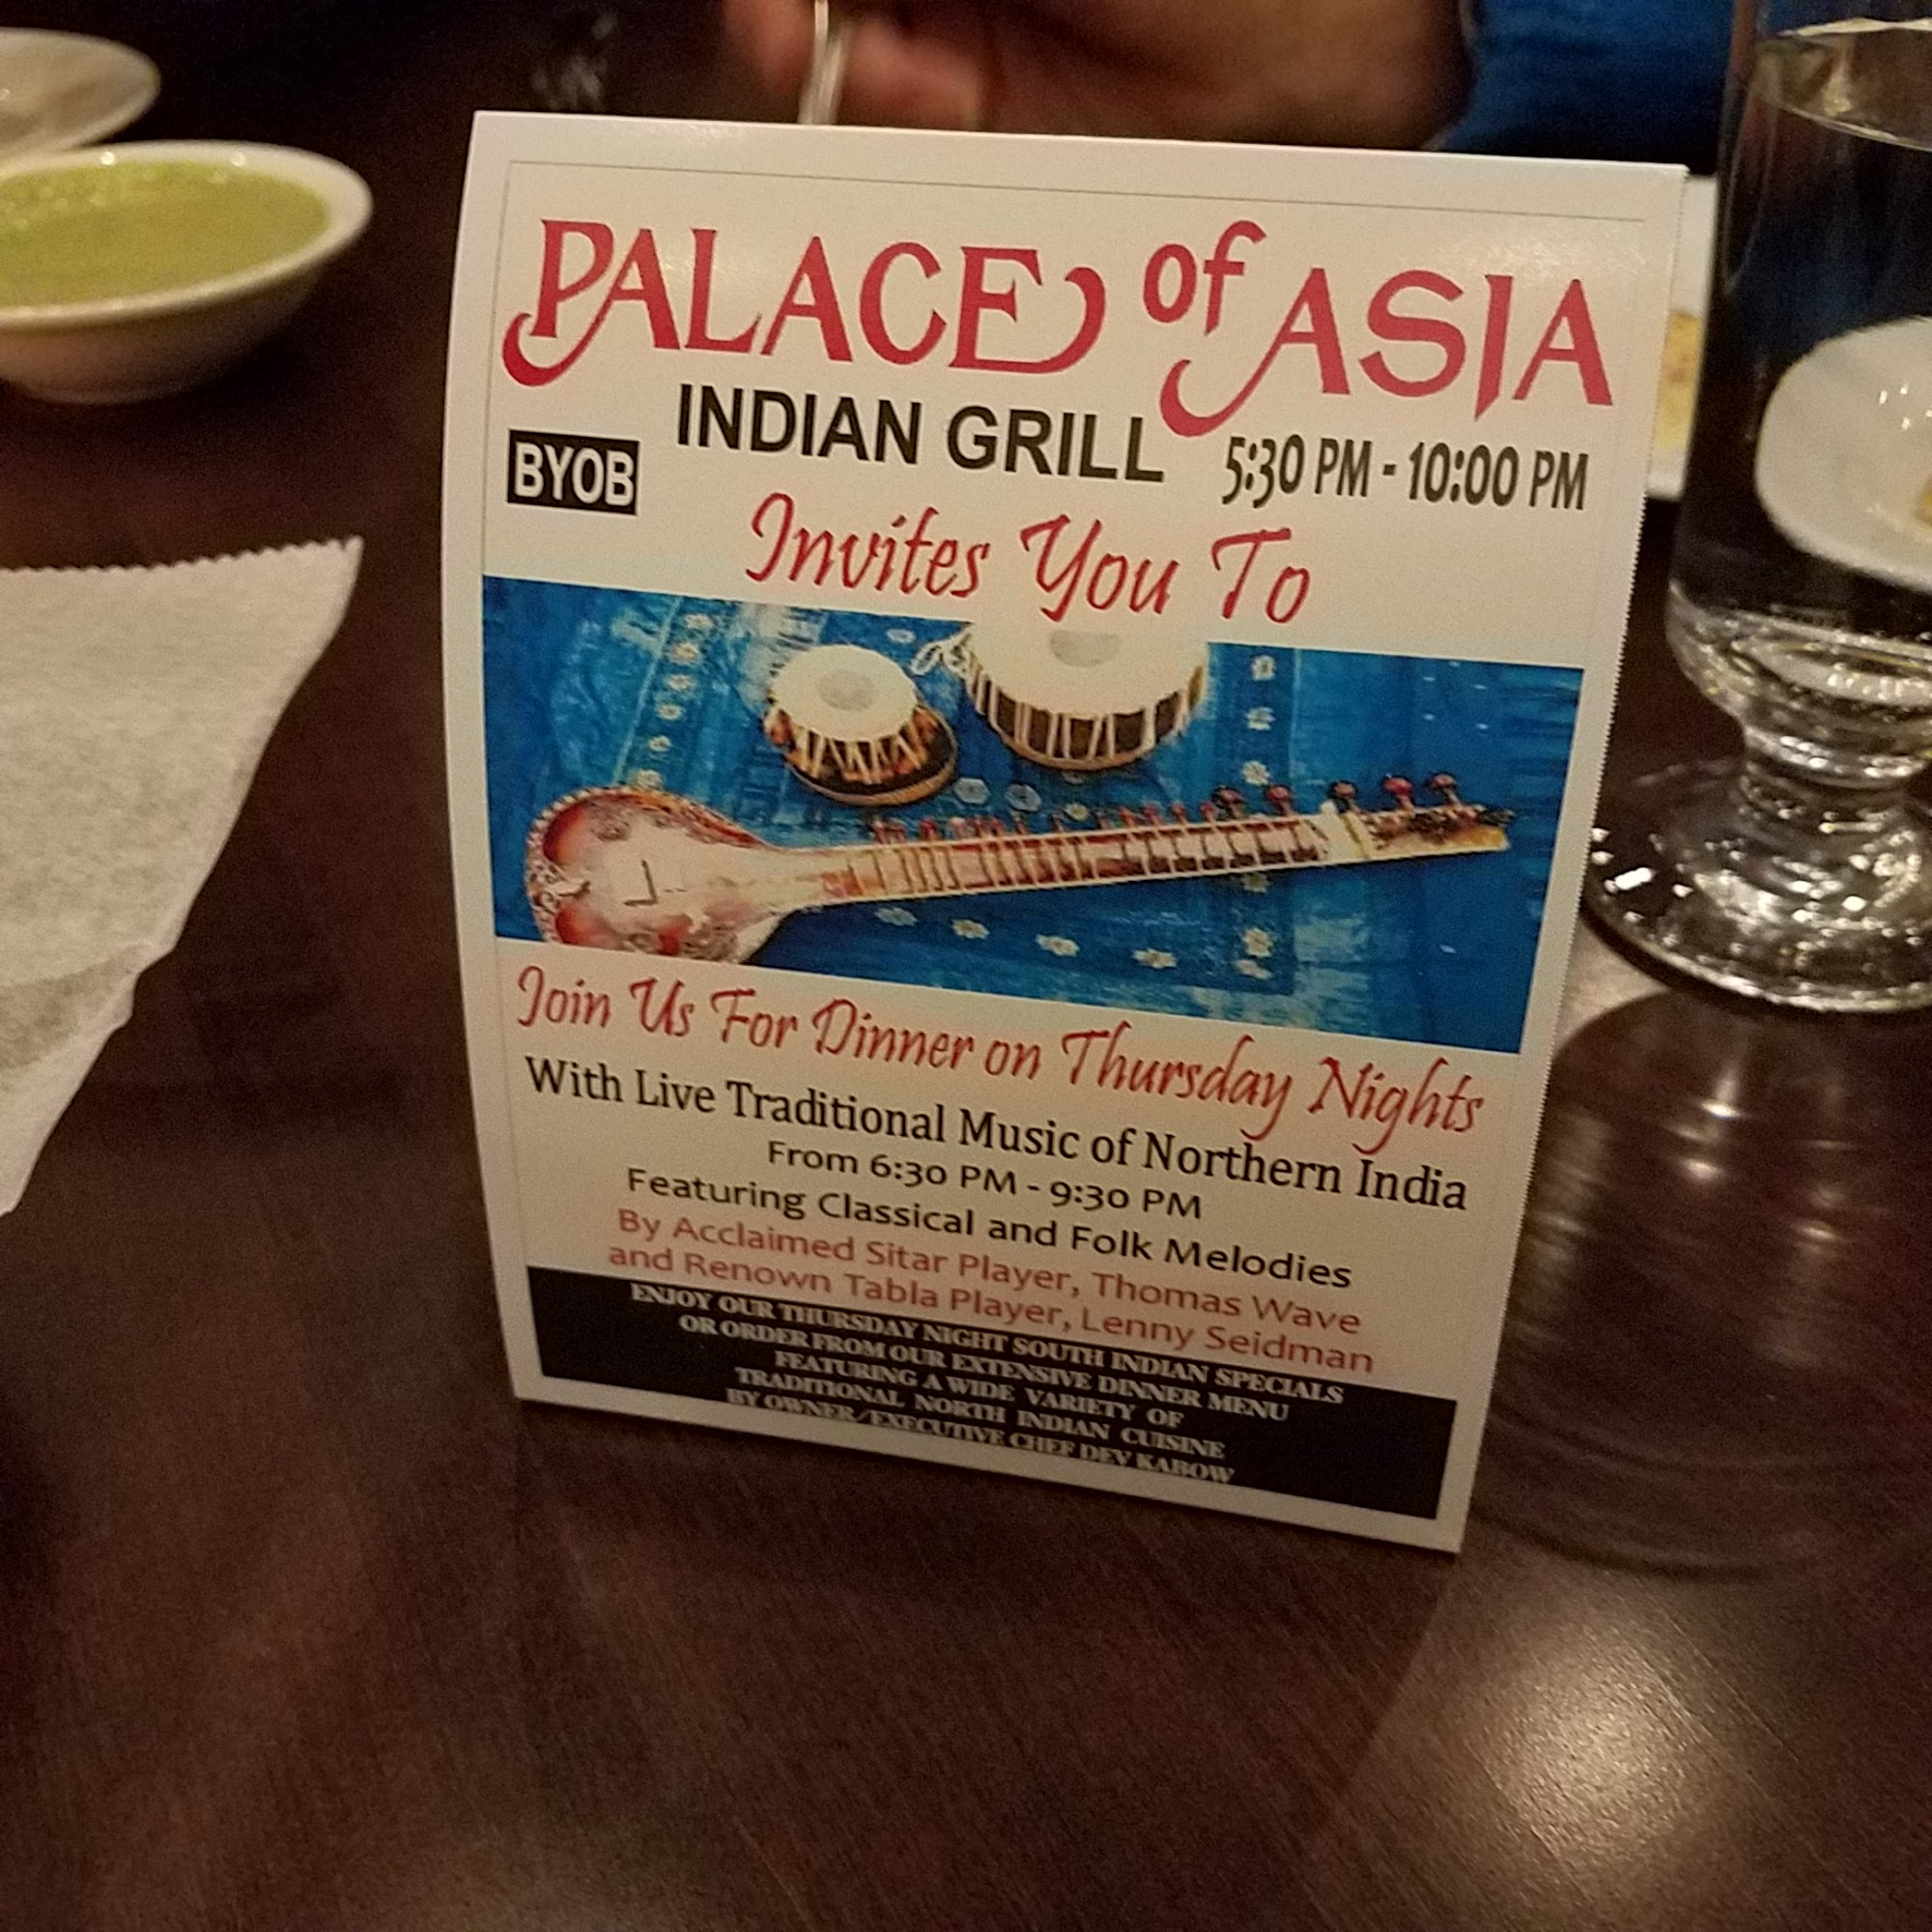 PALACE of ASIA
INDIAN GRILL
BYOB
5:30 PM - 10:00 PM
Invites You To
Join Us For Dinner on Thursday Nights
With Live Traditional Music of Northern India
From 6:30 PM - 9:30 PM
Featuring Classical and Folk Melodies
By Acclaimed Sitar Player, Thomas Wave
and Renown Tabla Player, Lenny Seidman
ENJOY OUR THURSDAY NIGHT SOUTH INDIAN SPECIALS
OR ORDER FROM OUR EXTENSIVE DINNER MENU
FEATURING A WIDE VARIETY OF
TRADITIONAL NORTH INDIAN CUISINE
BY OWNER/EXECUTIVE CHEF DEV KABOW